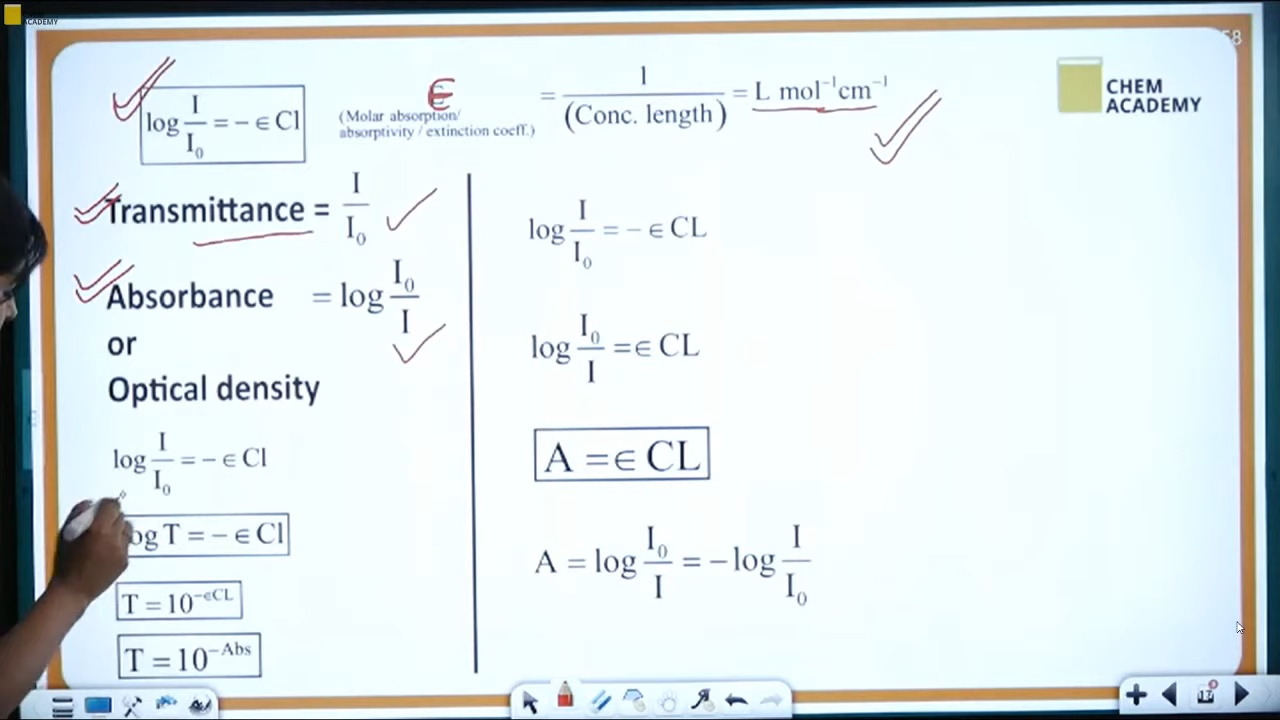 ACADEMY
58
CHEM
ACADEMY
log I/I₀ = − ∈ Cl
∈
(Molar absorption/
absorptivity / extinction coeff.)
= 1/(Conc. length) = L mol⁻¹cm⁻¹
Transmittance = I/I₀
Absorbance = log I₀/I
or
Optical density
log I/I₀ = − ∈ Cl
log T = − ∈ Cl
T = 10^(−∈CL)
T = 10^(−Abs)
log I/I₀ = − ∈ CL
log I₀/I = ∈ CL
A = ∈ CL
A = log I₀/I = − log I/I₀